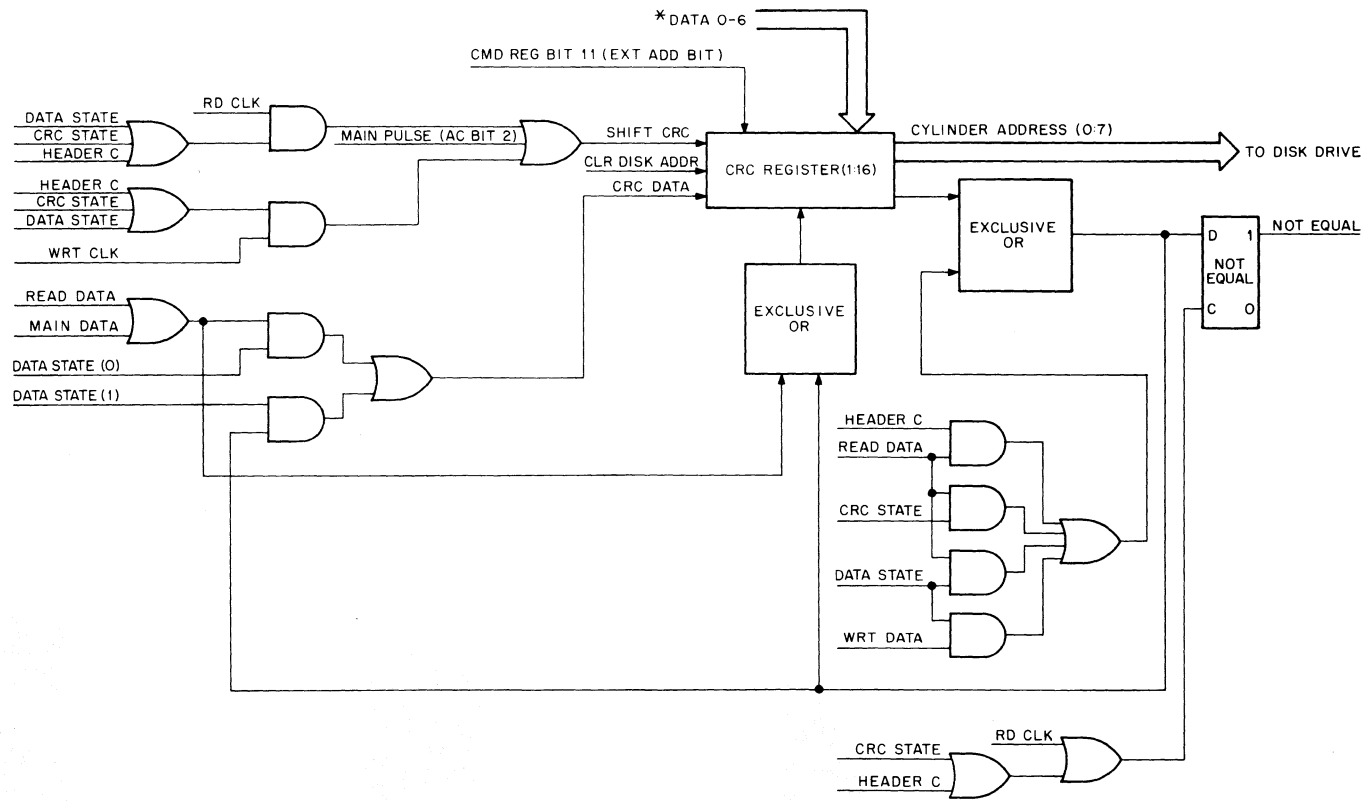 *DATA 0-6
CMD REG BIT 11 (EXT ADD BIT)
RD CLK
DATA STATE
CRC STATE
HEADER C
MAIN PULSE (AC BIT 2)
SHIFT CRC
CLR DISK ADDR
CRC DATA
CRC REGISTER(1:16)
CYLINDER ADDRESS (0:7)
TO DISK DRIVE
HEADER C
CRC STATE
DATA STATE
WRT CLK
EXCLUSIVE
OR
D 1
NOT
EQUAL
C 0
NOT EQUAL
READ DATA
MAIN DATA
DATA STATE (0)
DATA STATE (1)
EXCLUSIVE
OR
HEADER C
READ DATA
CRC STATE
DATA STATE
WRT DATA
RD CLK
CRC STATE
HEADER C